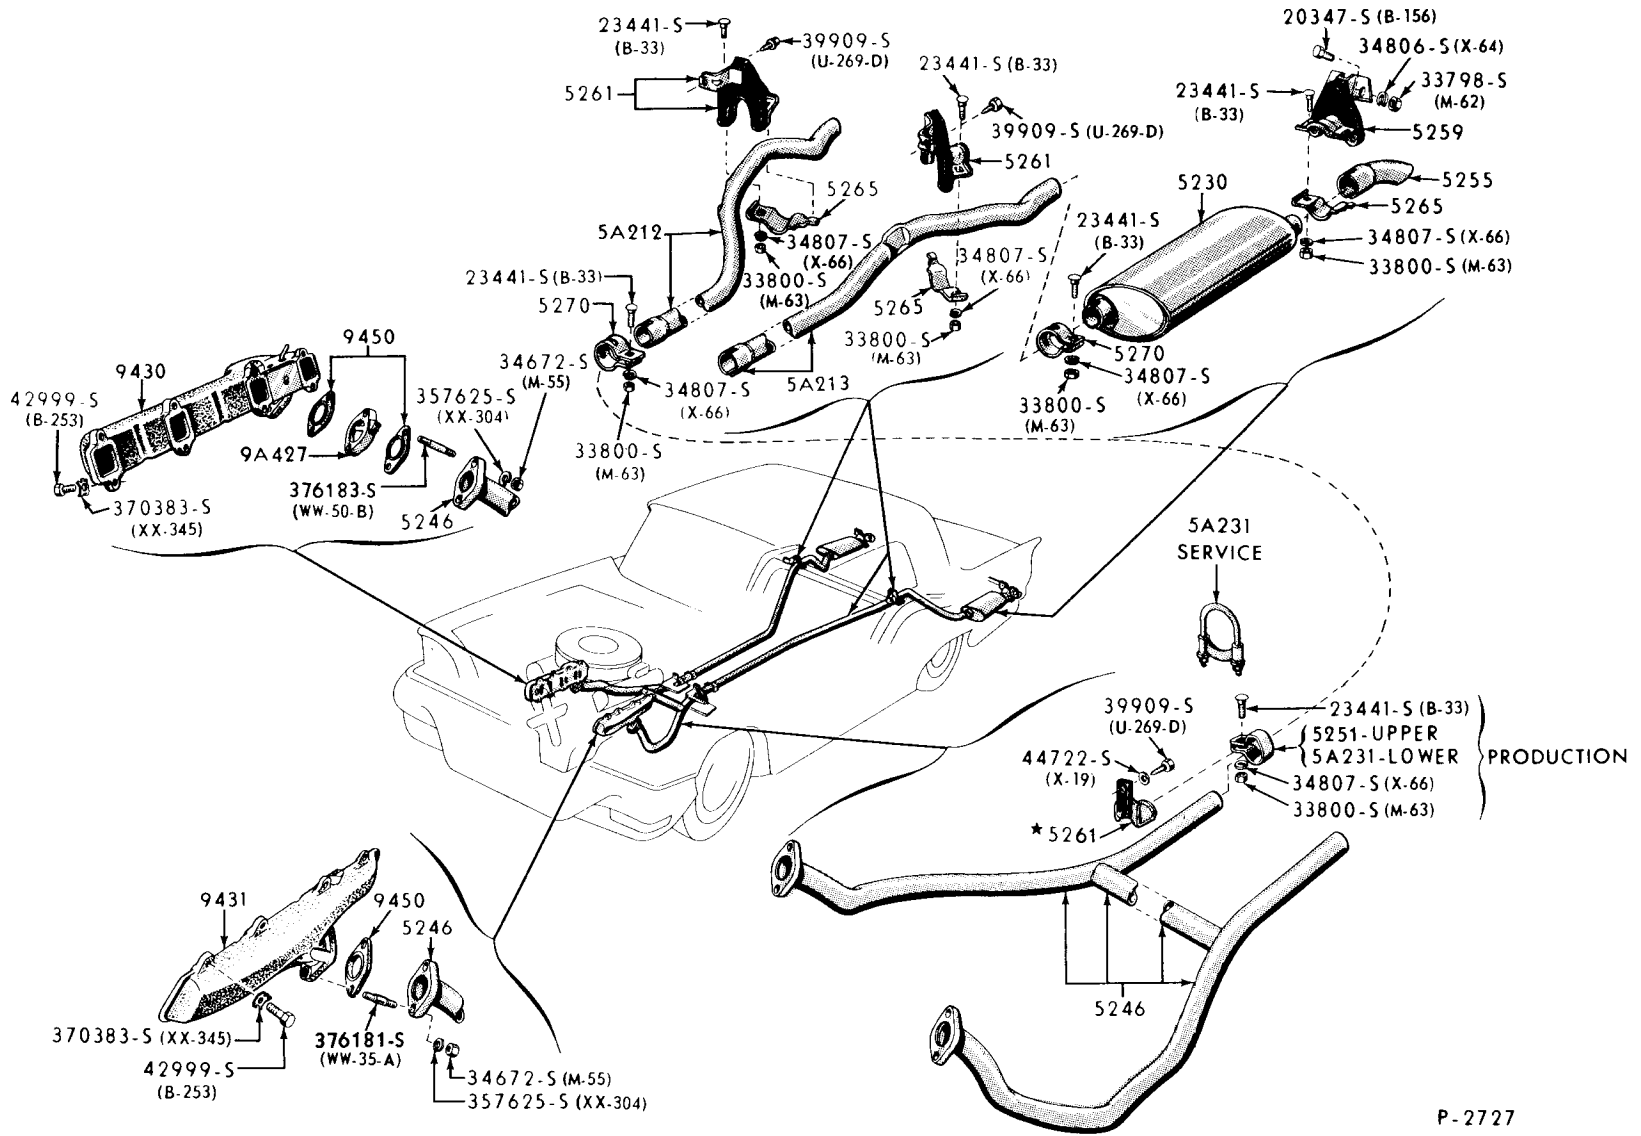 23441-S
(B-33)
39909-S
(U-269-D)
5261
23441-S (B-33)
39909-S (U-269-D)
5261
20347-S (B-156)
34806-S (X-64)
33798-S
(M-62)
23441-S
(B-33)
5259
5255
5265
34807-S (X-66)
33800-S (M-63)
5230
23441-S
(B-33)
5265
5A212
34807-S
(X-66)
33800-S
(M-63)
34807-S
(X-66)
5265
33800-S
(M-63)
23441-S (B-33)
5270
5270
34807-S
(X-66)
33800-S
(M-63)
5A213
34807-S
(X-66)
33800-S
(M-63)
34672-S
(M-55)
357625-S
(XX-304)
9450
9430
42999-S
(B-253)
9A427
376183-S
(WW-50-B)
370383-S
(XX-345)
5246
5A231
SERVICE
39909-S
(U-269-D)
44722-S
(X-19)
★ 5261
23441-S (B-33)
5251-UPPER
5A231-LOWER
PRODUCTION
34807-S (X-66)
33800-S (M-63)
5246
9431
9450
5246
370383-S (XX-345)
42999-S
(B-253)
376181-S
(WW-35-A)
34672-S (M-55)
357625-S (XX-304)
P-2727